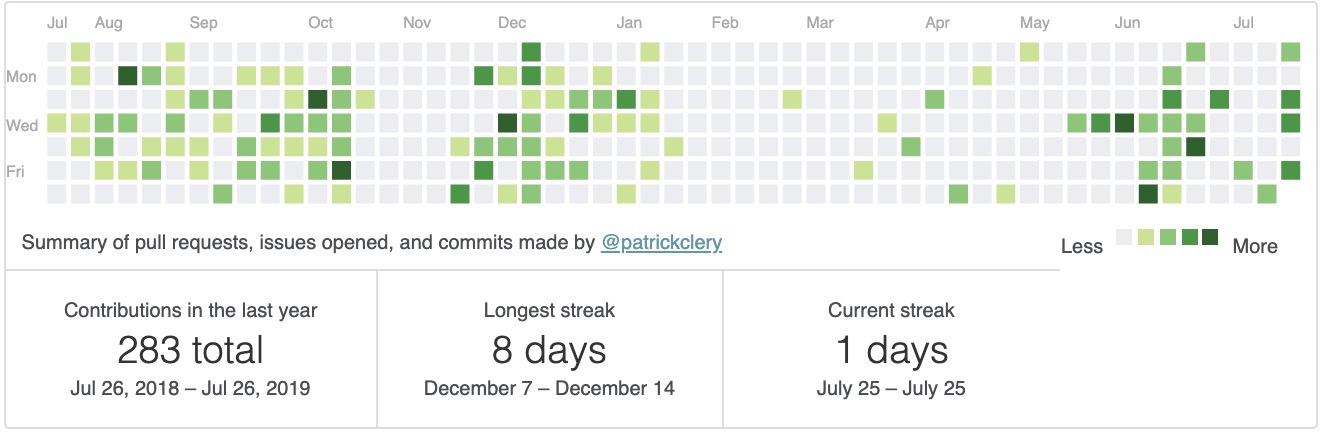 Jul Aug Sep Oct Nov Dec Jan Feb Mar Apr May Jun Jul
Mon
Wed
Fri
Summary of pull requests, issues opened, and commits made by @patrickclery
Less More
Contributions in the last year
283 total
Jul 26, 2018 – Jul 26, 2019
Longest streak
8 days
December 7 – December 14
Current streak
1 days
July 25 – July 25